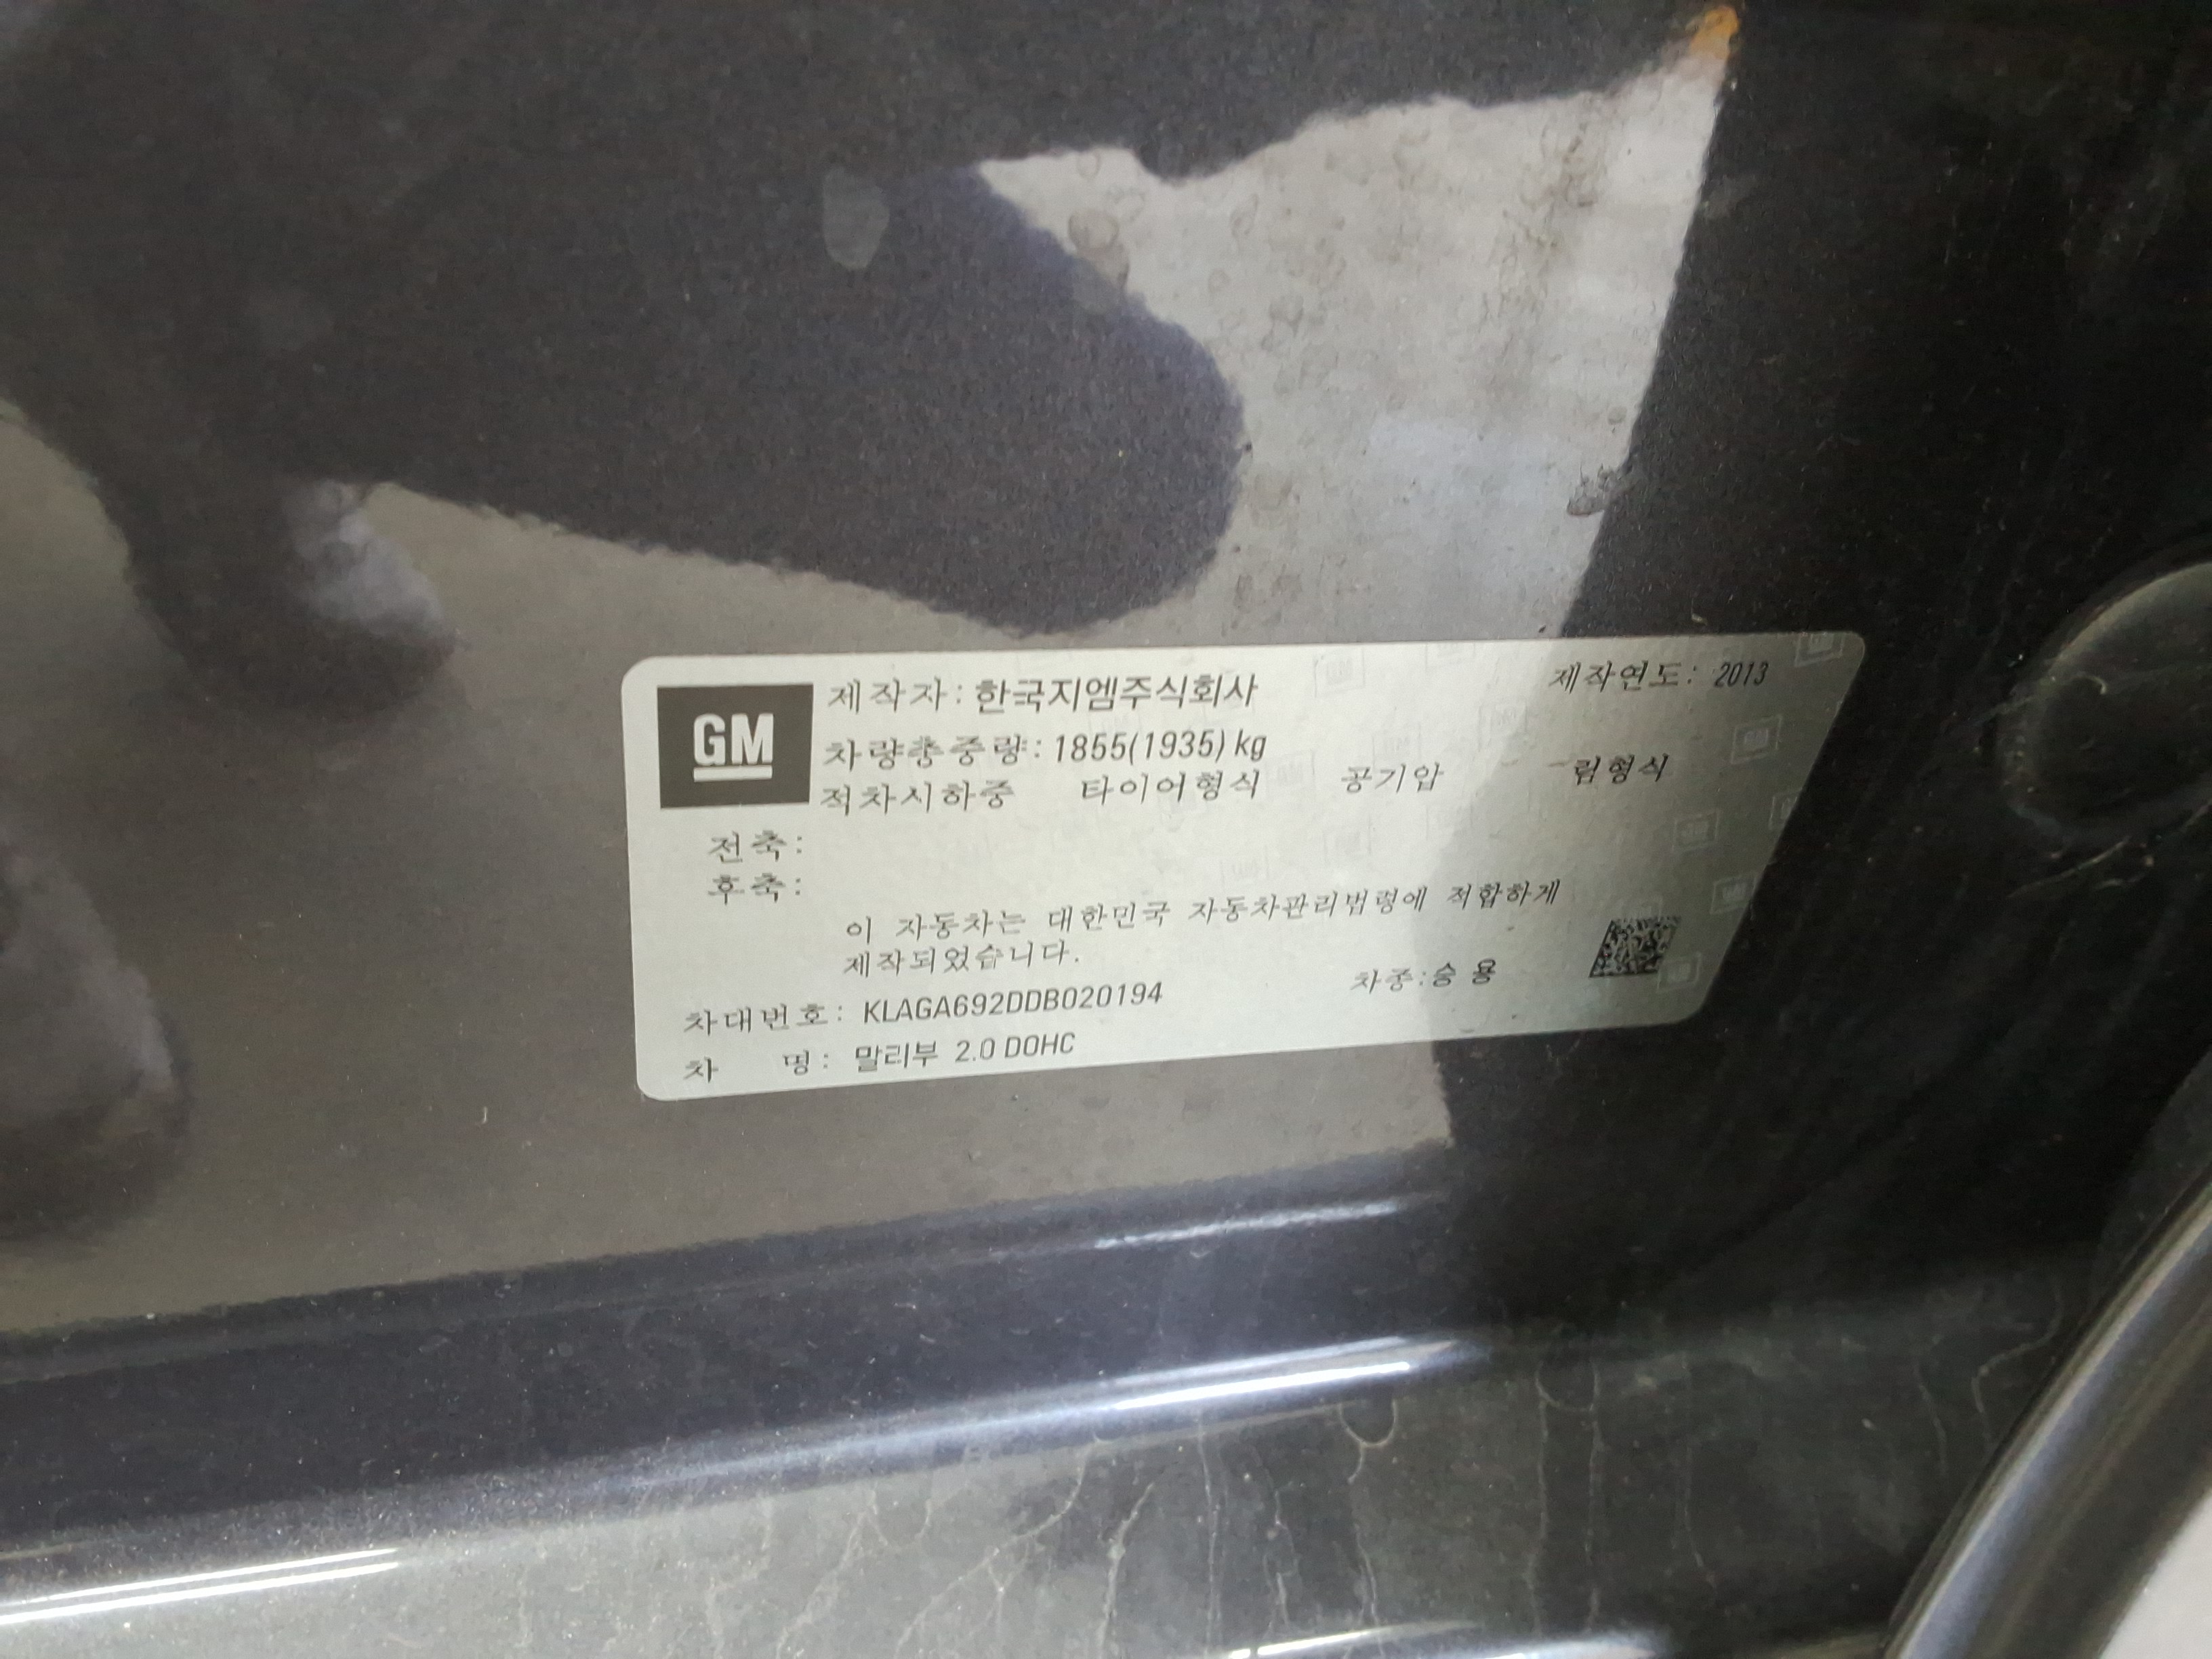 GM
제작자: 한국지엠주식회사 제작연도: 2013
차량총중량: 1855(1935) kg
적차시하중 타이어형식 공기압 림형식
전축:
후축:
이 자동차는 대한민국 자동차관리법령에 적합하게
제작되었습니다.
차대번호: KLAGA692DDB020194 차종:승 용
차 명: 말리부 2.0 DOHC